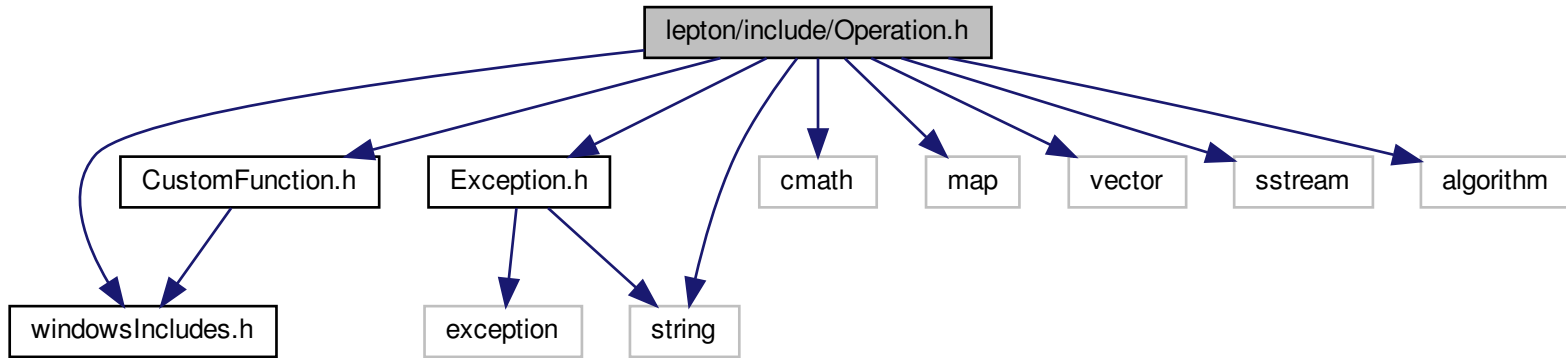 lepton/include/Operation.h
CustomFunction.h
Exception.h
cmath
map
vector
sstream
algorithm
windowsIncludes.h
exception
string